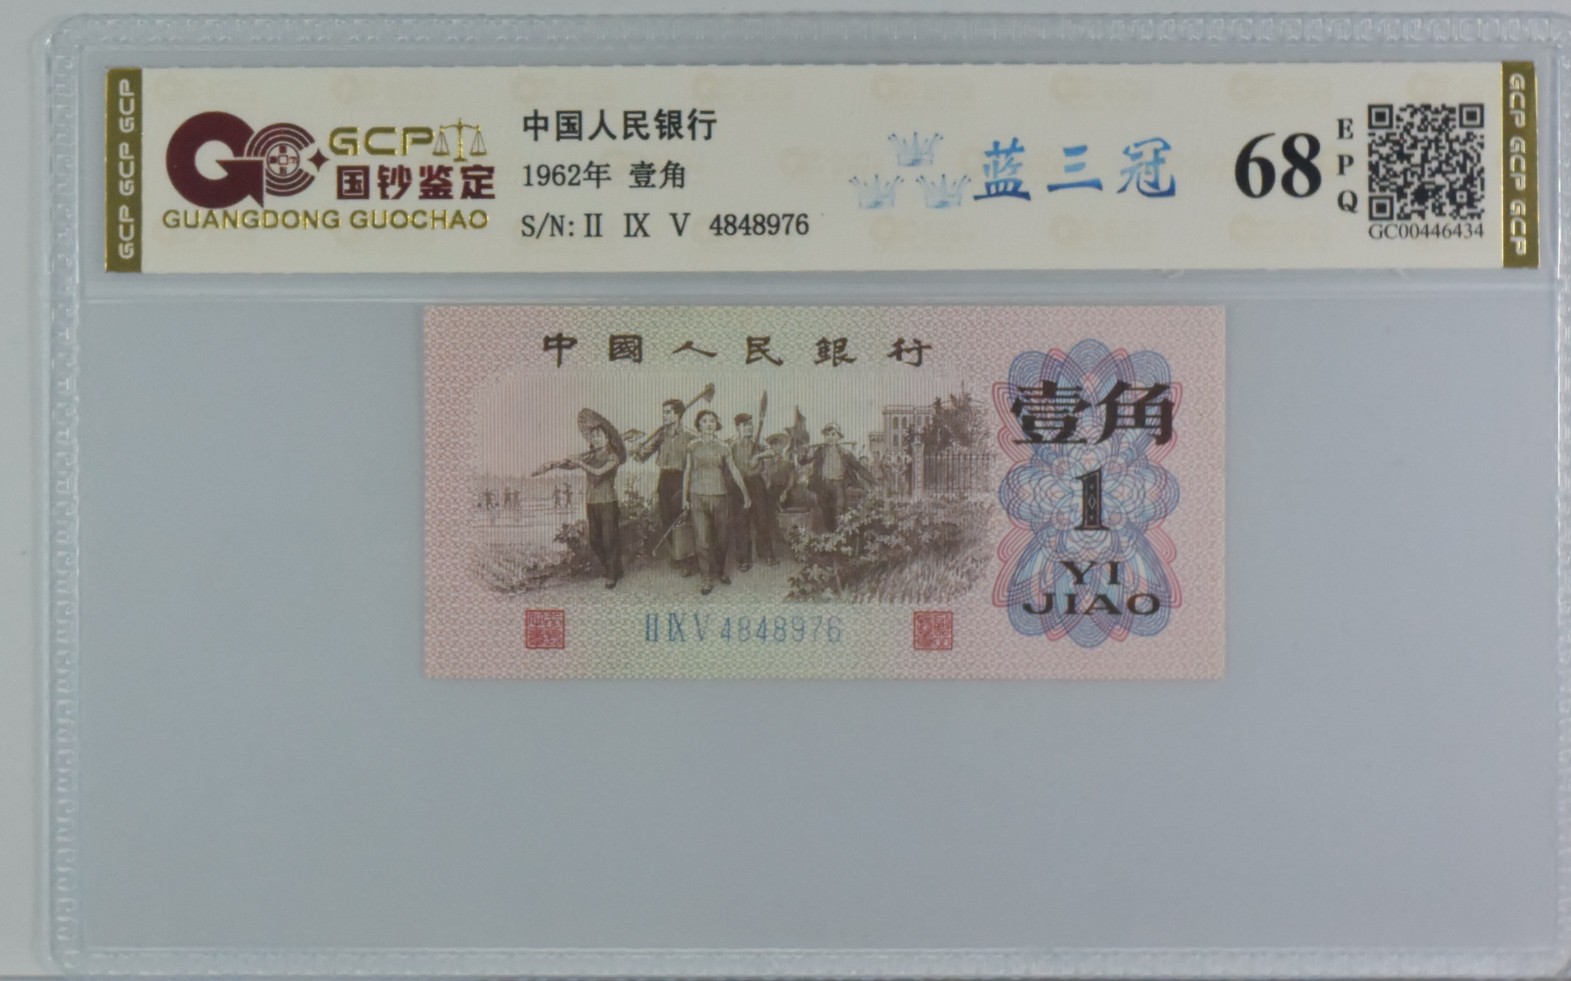 GCP GCP GCP
GCP
国钞鉴定
GUANGDONG GUOCHAO
中国人民银行
1962年 壹角
S/N: II IX V 4848976
蓝三冠
68
EPQ
GC00446434
GCP GCP GCP
中國人民銀行
壹角
1
YI
JIAO
II IX V 4848976